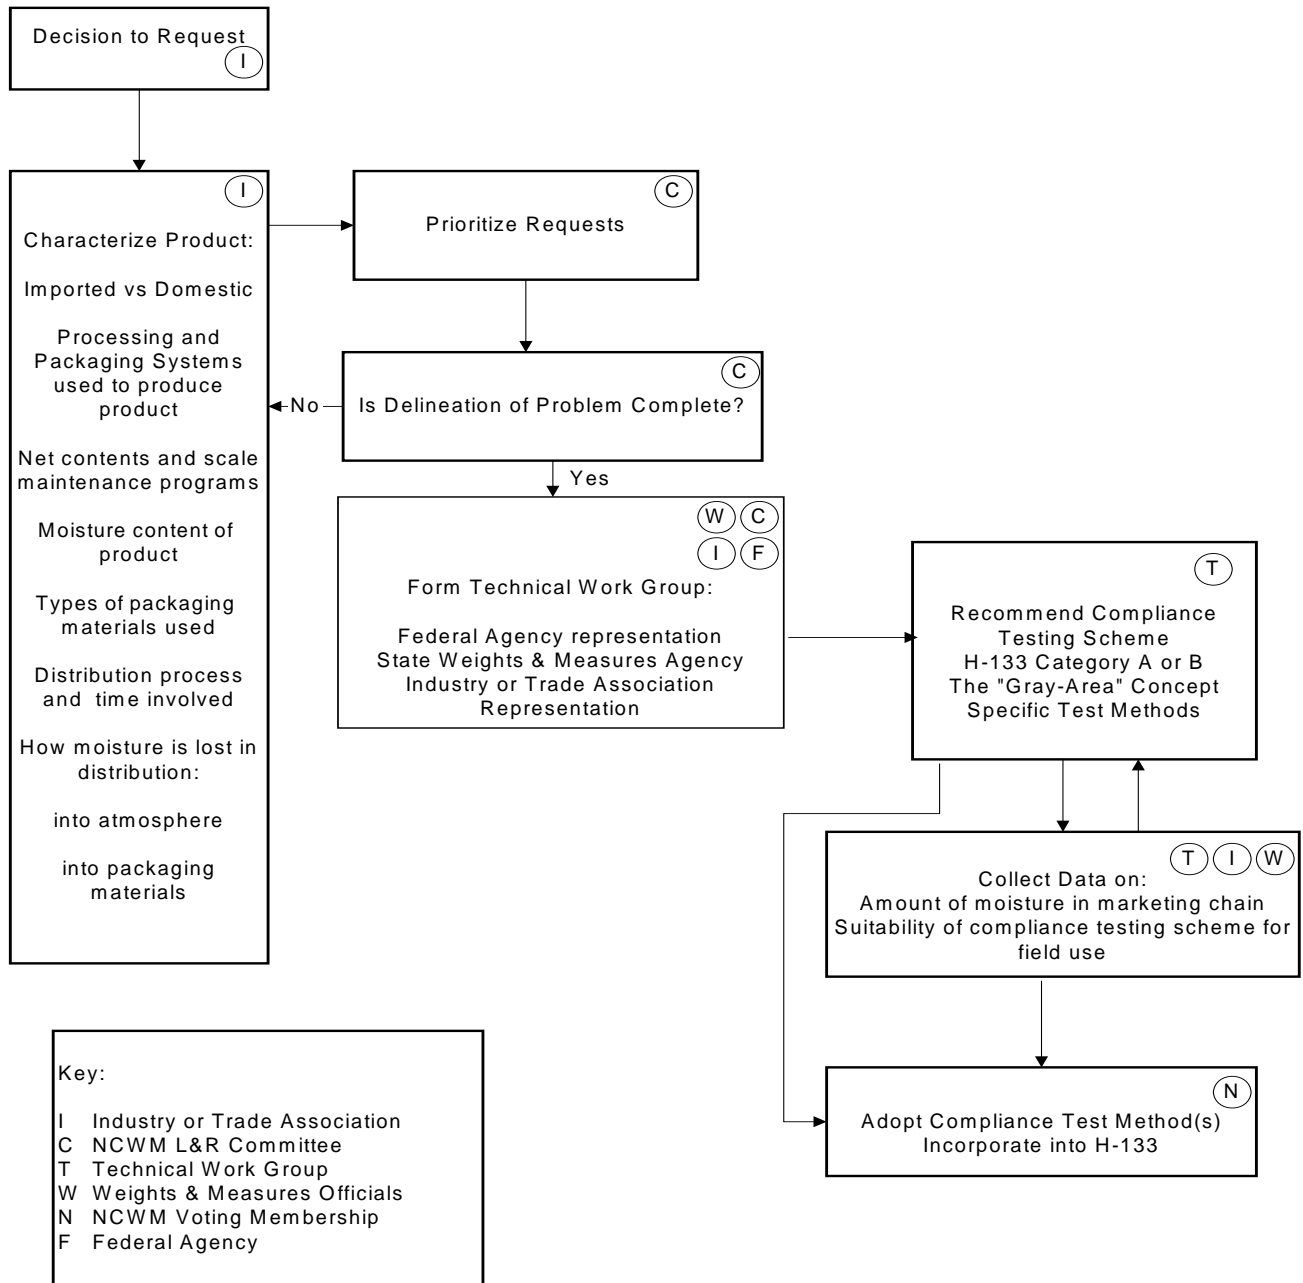 Decision to Request
I
I
Characterize Product:
Imported vs Domestic
Processing and
Packaging Systems
used to produce
product
Net contents and scale
maintenance programs
Moisture content of
product
Types of packaging
materials used
Distribution process
and time involved
How moisture is lost in
distribution:
into atmosphere
into packaging
materials
C
Prioritize Requests
C
Is Delineation of Problem Complete?
No
Yes
W C
I F
Form Technical Work Group:
Federal Agency representation
State Weights & Measures Agency
Industry or Trade Association
Representation
T
Recommend Compliance
Testing Scheme
H-133 Category A or B
The "Gray-Area" Concept
Specific Test Methods
T I W
Collect Data on:
Amount of moisture in marketing chain
Suitability of compliance testing scheme for
field use
N
Adopt Compliance Test Method(s)
Incorporate into H-133
Key:
I Industry or Trade Association
C NCWM L&R Committee
T Technical Work Group
W Weights & Measures Officials
N NCWM Voting Membership
F Federal Agency